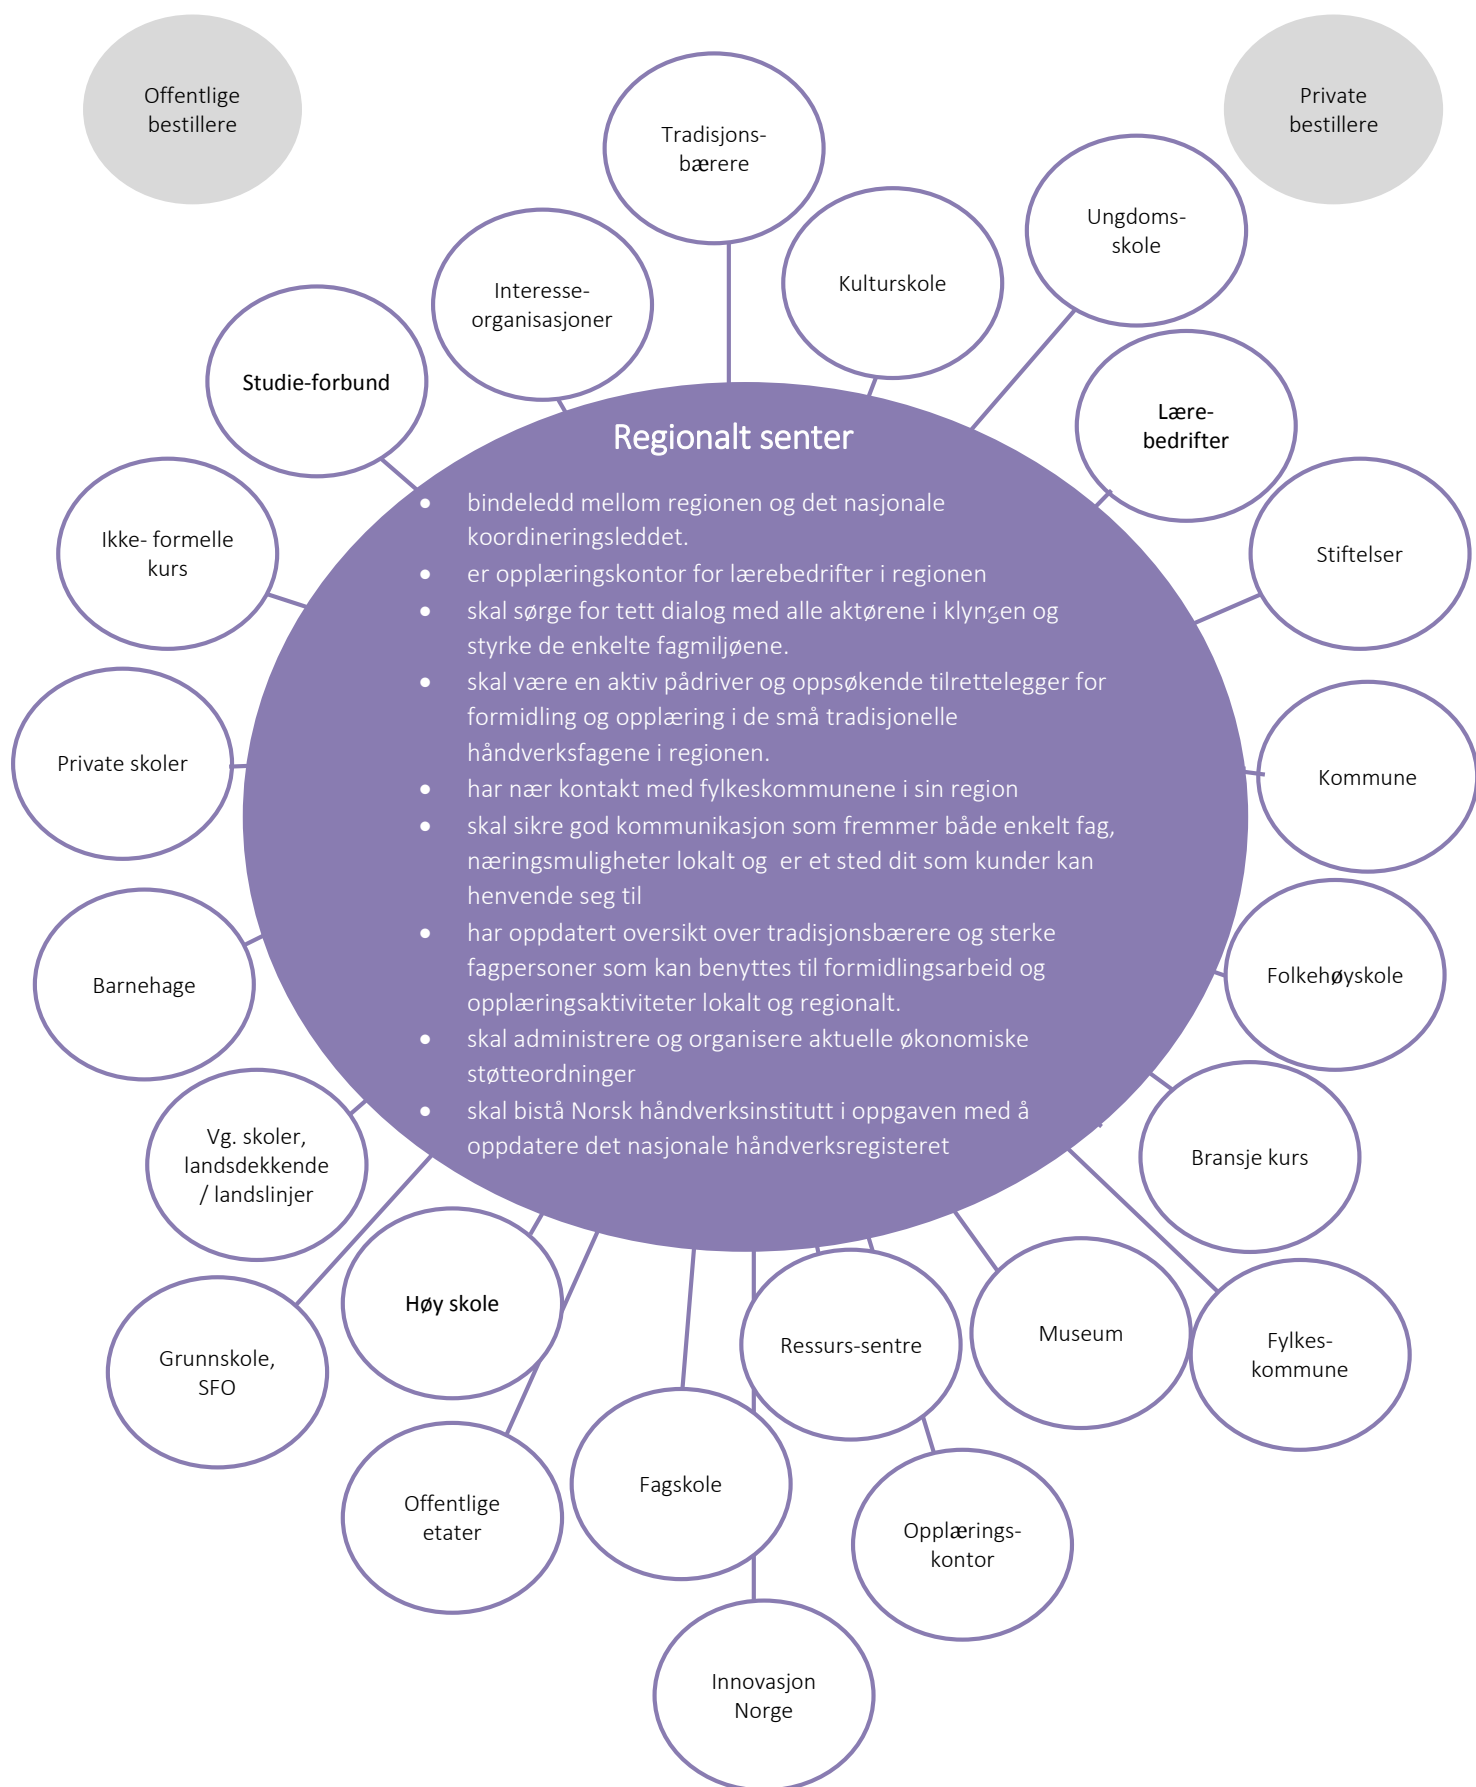 Offentlige
bestillere
Private
bestillere
Tradisjons-
bærere
Ungdoms-
skole
Kulturskole
Interesse-
organisasjoner
Studie-forbund
Lære-
bedrifter
Ikke- formelle
kurs
Stiftelser
Private skoler
Kommune
Barnehage
Folkehøyskole
Vg. skoler,
landsdekkende
/ landslinjer
Bransje kurs
Regionalt senter
• bindeledd mellom regionen og det nasjonale
koordineringsleddet.
• er opplæringskontor for lærebedrifter i regionen
• skal sørge for tett dialog med alle aktørene i klyngen og
styrke de enkelte fagmiljøene.
• skal være en aktiv pådriver og oppsøkende tilrettelegger for
formidling og opplæring i de små tradisjonelle
håndverksfagene i regionen.
• har nær kontakt med fylkeskommunene i sin region
• skal sikre god kommunikasjon som fremmer både enkelt fag,
næringsmuligheter lokalt og er et sted dit som kunder kan
henvende seg til
• har oppdatert oversikt over tradisjonsbærere og sterke
fagpersoner som kan benyttes til formidlingsarbeid og
opplæringsaktiviteter lokalt og regionalt.
• skal administrere og organisere aktuelle økonomiske
støtteordninger
• skal bistå Norsk håndverksinstitutt i oppgaven med å
oppdatere det nasjonale håndverksregisteret
Høy skole
Ressurs-sentre
Museum
Fylkes-
kommune
Grunnskole,
SFO
Offentlige
etater
Fagskole
Opplærings-
kontor
Innovasjon
Norge